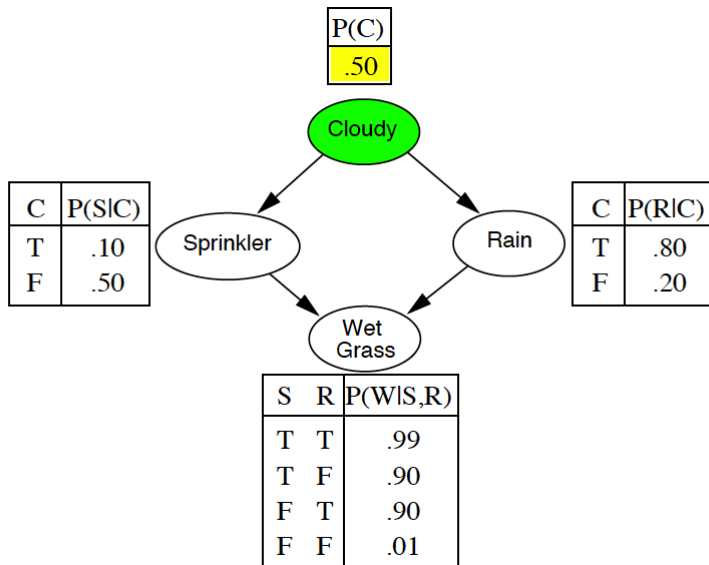 P(C)
.50
Cloudy
C P(S|C)
T .10
F .50
Sprinkler
Rain
C P(R|C)
T .80
F .20
Wet
Grass
S R P(W|S,R)
T T .99
T F .90
F T .90
F F .01